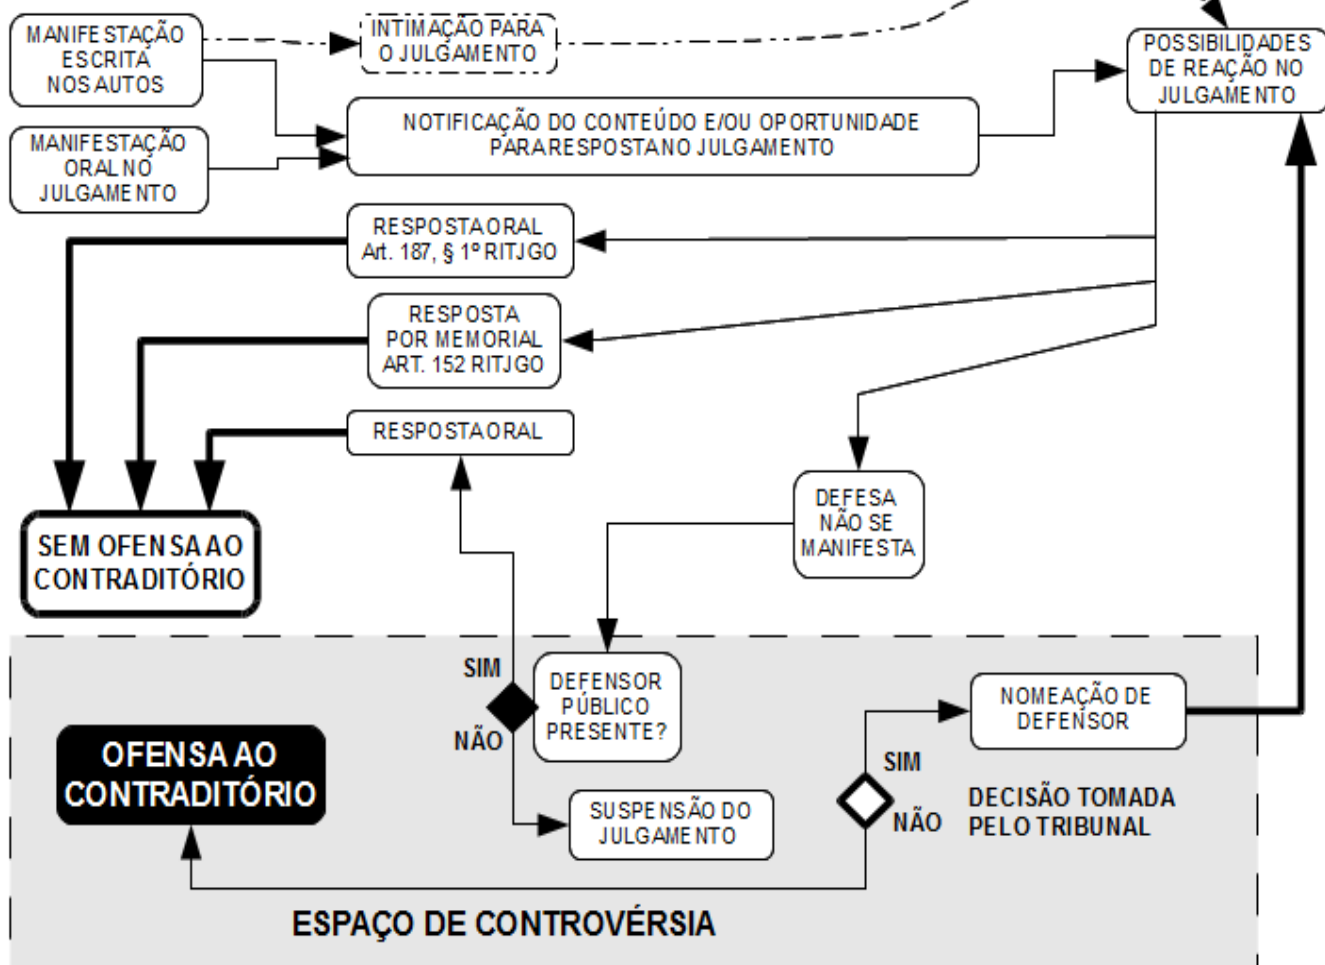 MANIFESTAÇÃO
ESCRITA
NOS AUTOS
INTIMAÇÃO PARA
O JULGAMENTO
POSSIBILIDADES
DE REAÇÃO NO
JULGAMENTO
NOTIFICAÇÃO DO CONTEÚDO E/OU OPORTUNIDADE
PARA RESPOSTA NO JULGAMENTO
MANIFESTAÇÃO
ORAL NO
JULGAMENTO
RESPOSTA ORAL
Art. 187, § 1º RITJGO
RESPOSTA
POR MEMORIAL
ART. 152 RITJGO
RESPOSTA ORAL
DEFESA
NÃO SE
MANIFESTA
SEM OFENSA AO
CONTRADITÓRIO
SIM
NÃO
DEFENSOR
PÚBLICO
PRESENTE?
NOMEAÇÃO DE
DEFENSOR
OFENSA AO
CONTRADITÓRIO
SUSPENSÃO DO
JULGAMENTO
SIM
NÃO
DECISÃO TOMADA
PELO TRIBUNAL
ESPAÇO DE CONTROVÉRSIA